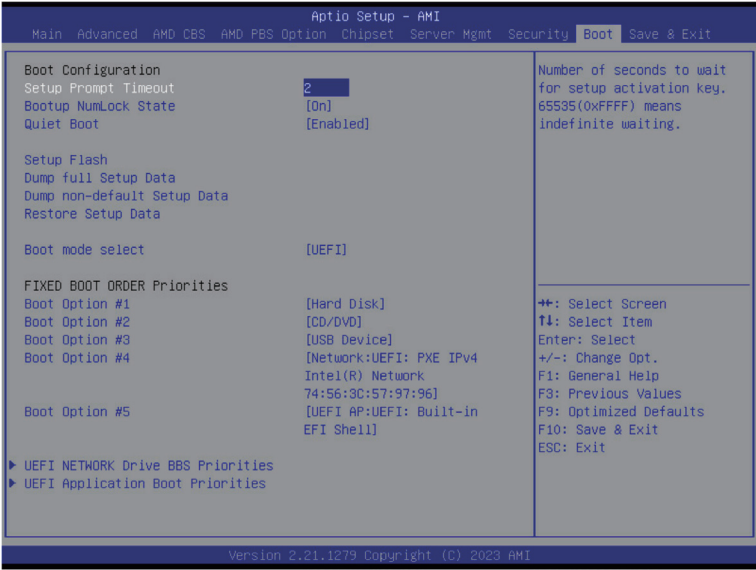 Aptio Setup - AMI
Main Advanced AMD CBS AMD PBS Option Chipset Server Mgmt Security Boot Save & Exit
Boot Configuration
Setup Prompt Timeout 2
Bootup NumLock State [On]
Quiet Boot [Enabled]
Setup Flash
Dump full Setup Data
Dump non-default Setup Data
Restore Setup Data
Boot mode select [UEFI]
FIXED BOOT ORDER Priorities
Boot Option #1 [Hard Disk]
Boot Option #2 [CD/DVD]
Boot Option #3 [USB Device]
Boot Option #4 [Network:UEFI: PXE IPv4
Intel(R) Network
74:56:3C:57:97:96]
Boot Option #5 [UEFI AP:UEFI: Built-in
EFI Shell]
UEFI NETWORK Drive BBS Priorities
UEFI Application Boot Priorities
Number of seconds to wait
for setup activation key.
65535(0xFFFF) means
indefinite waiting.
→←: Select Screen
↑↓: Select Item
Enter: Select
+/-: Change Opt.
F1: General Help
F3: Previous Values
F9: Optimized Defaults
F10: Save & Exit
ESC: Exit
Version 2.21.1279 Copyright (C) 2023 AMI